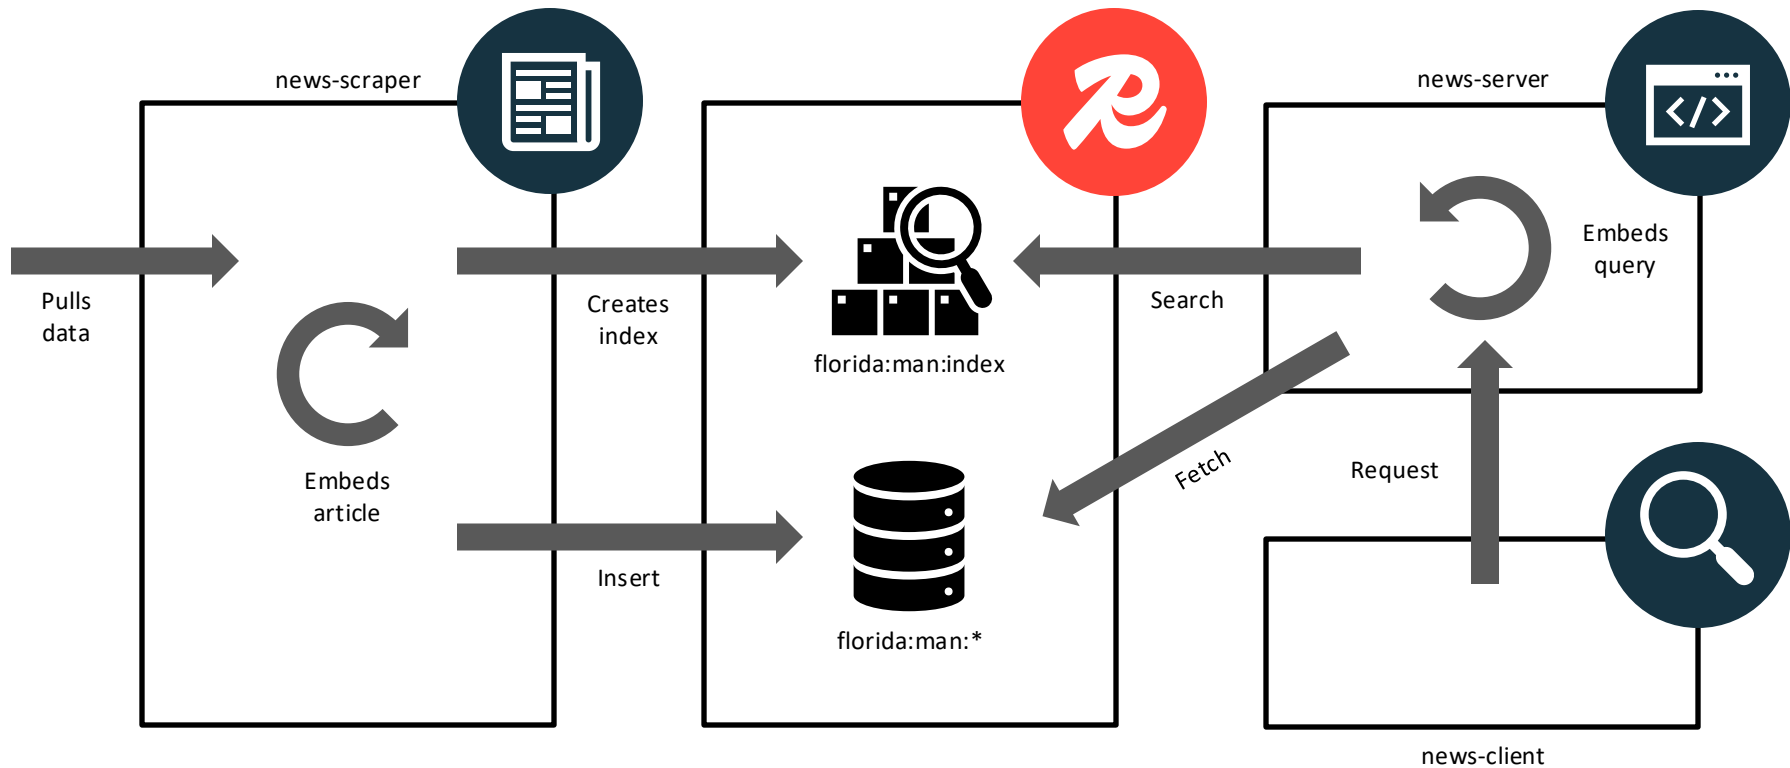 news-scraper
news-server
Pulls
data
Embeds
article
Creates
index
Insert
florida:man:index
florida:man:*
Search
Fetch
Embeds
query
Request
news-client